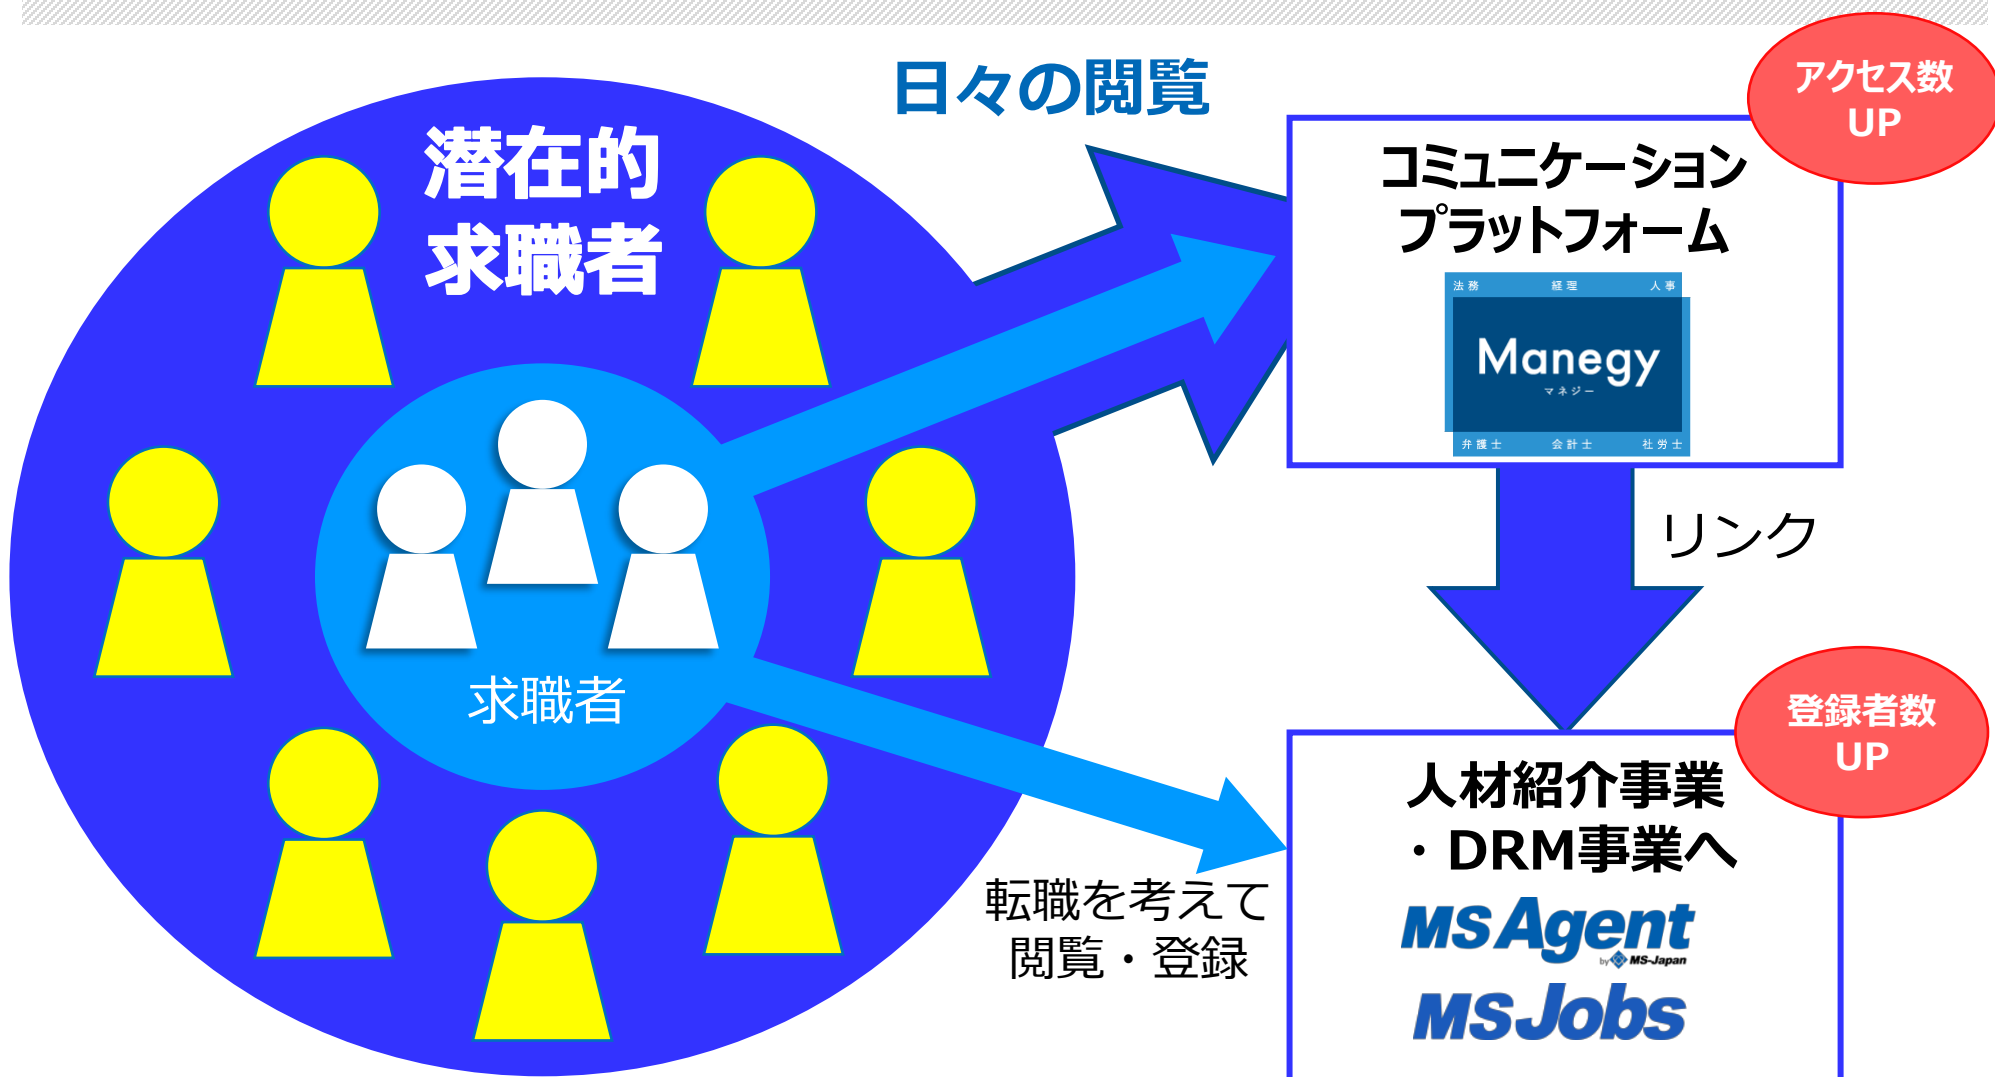 日々の閲覧
アクセス数
UP
潜在的
求職者
コミュニケーション
プラットフォーム
法務 経理 人事
Manegy
マネジー
弁護士 会計士 社労士
リンク
求職者
登録者数
UP
人材紹介事業
・DRM事業へ
転職を考えて
閲覧・登録
MS Agent
by MS-Japan
MS Jobs